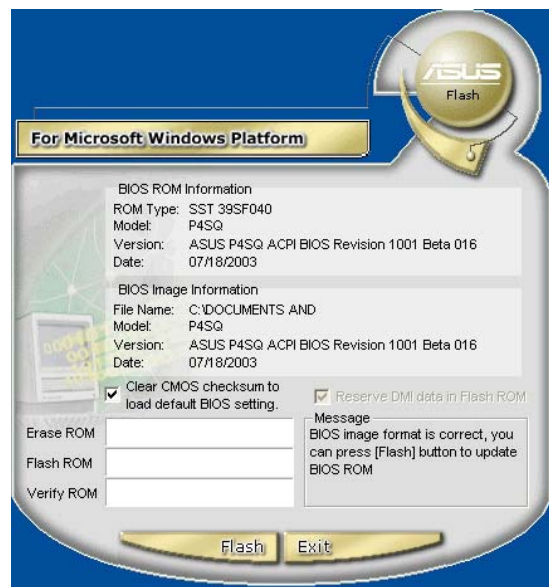 ASUS
Flash
For Microsoft Windows Platform
BIOS ROM Information
ROM Type: SST 39SF040
Model: P4SQ
Version: ASUS P4SQ ACPI BIOS Revision 1001 Beta 016
Date: 07/18/2003
BIOS Image Information
File Name: C:\DOCUMENTS AND
Model: P4SQ
Version: ASUS P4SQ ACPI BIOS Revision 1001 Beta 016
Date: 07/18/2003
Clear CMOS checksum to
load default BIOS setting.
Reserve DMI data in Flash ROM
Erase ROM
Flash ROM
Verify ROM
Message
BIOS image format is correct, you
can press [Flash] button to update
BIOS ROM
Flash
Exit